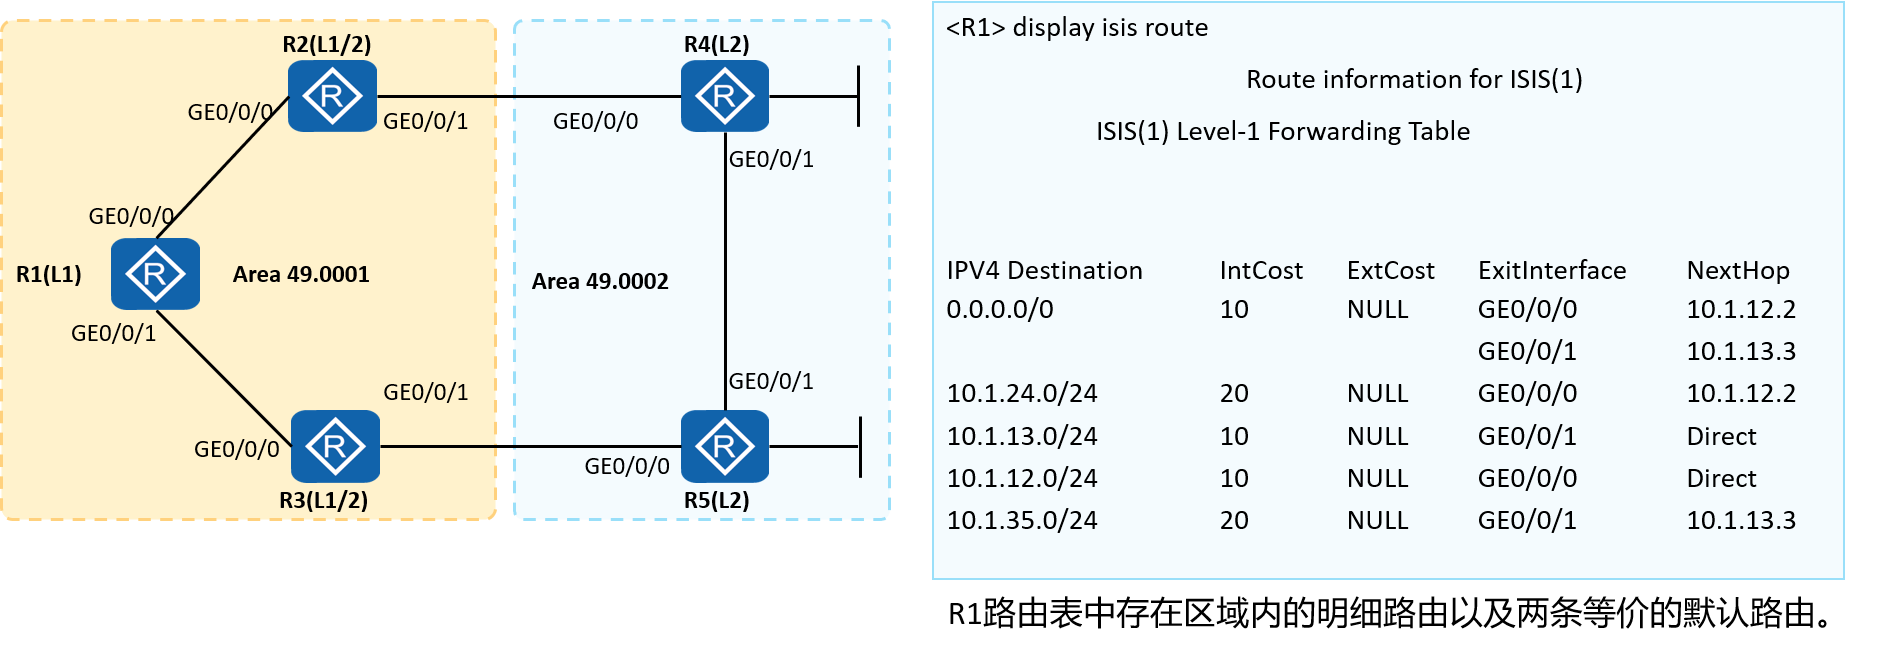 R2(L1/2)
R
GE0/0/0
GE0/0/1
GE0/0/0
R4(L2)
R
GE0/0/1
GE0/0/0
R1(L1)
R
Area 49.0001
GE0/0/1
Area 49.0002
GE0/0/1
GE0/0/1
GE0/0/0
R
R3(L1/2)
GE0/0/0
R
R5(L2)
<R1> display isis route
Route information for ISIS(1)
ISIS(1) Level-1 Forwarding Table
IPV4 Destination IntCost ExtCost ExitInterface NextHop
0.0.0.0/0 10 NULL GE0/0/0 10.1.12.2
GE0/0/1 10.1.13.3
10.1.24.0/24 20 NULL GE0/0/0 10.1.12.2
10.1.13.0/24 10 NULL GE0/0/1 Direct
10.1.12.0/24 10 NULL GE0/0/0 Direct
10.1.35.0/24 20 NULL GE0/0/1 10.1.13.3
R1路由表中存在区域内的明细路由以及两条等价的默认路由。